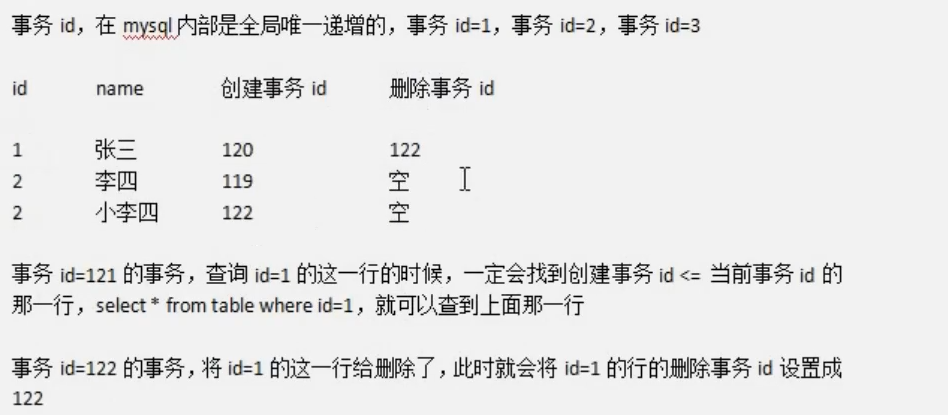 事务 id，在 mysql 内部是全局唯一递增的，事务 id=1，事务 id=2，事务 id=3
id name 创建事务 id 删除事务 id
1 张三 120 122
2 李四 119 空
2 小李四 122 空
事务 id=121 的事务，查询 id=1 的这一行的时候，一定会找到创建事务 id <= 当前事务 id 的
那一行，select * from table where id=1，就可以查到上面那一行
事务 id=122 的事务，将 id=1 的这一行给删除了，此时就会将 id=1 的行的删除事务 id 设置成
122